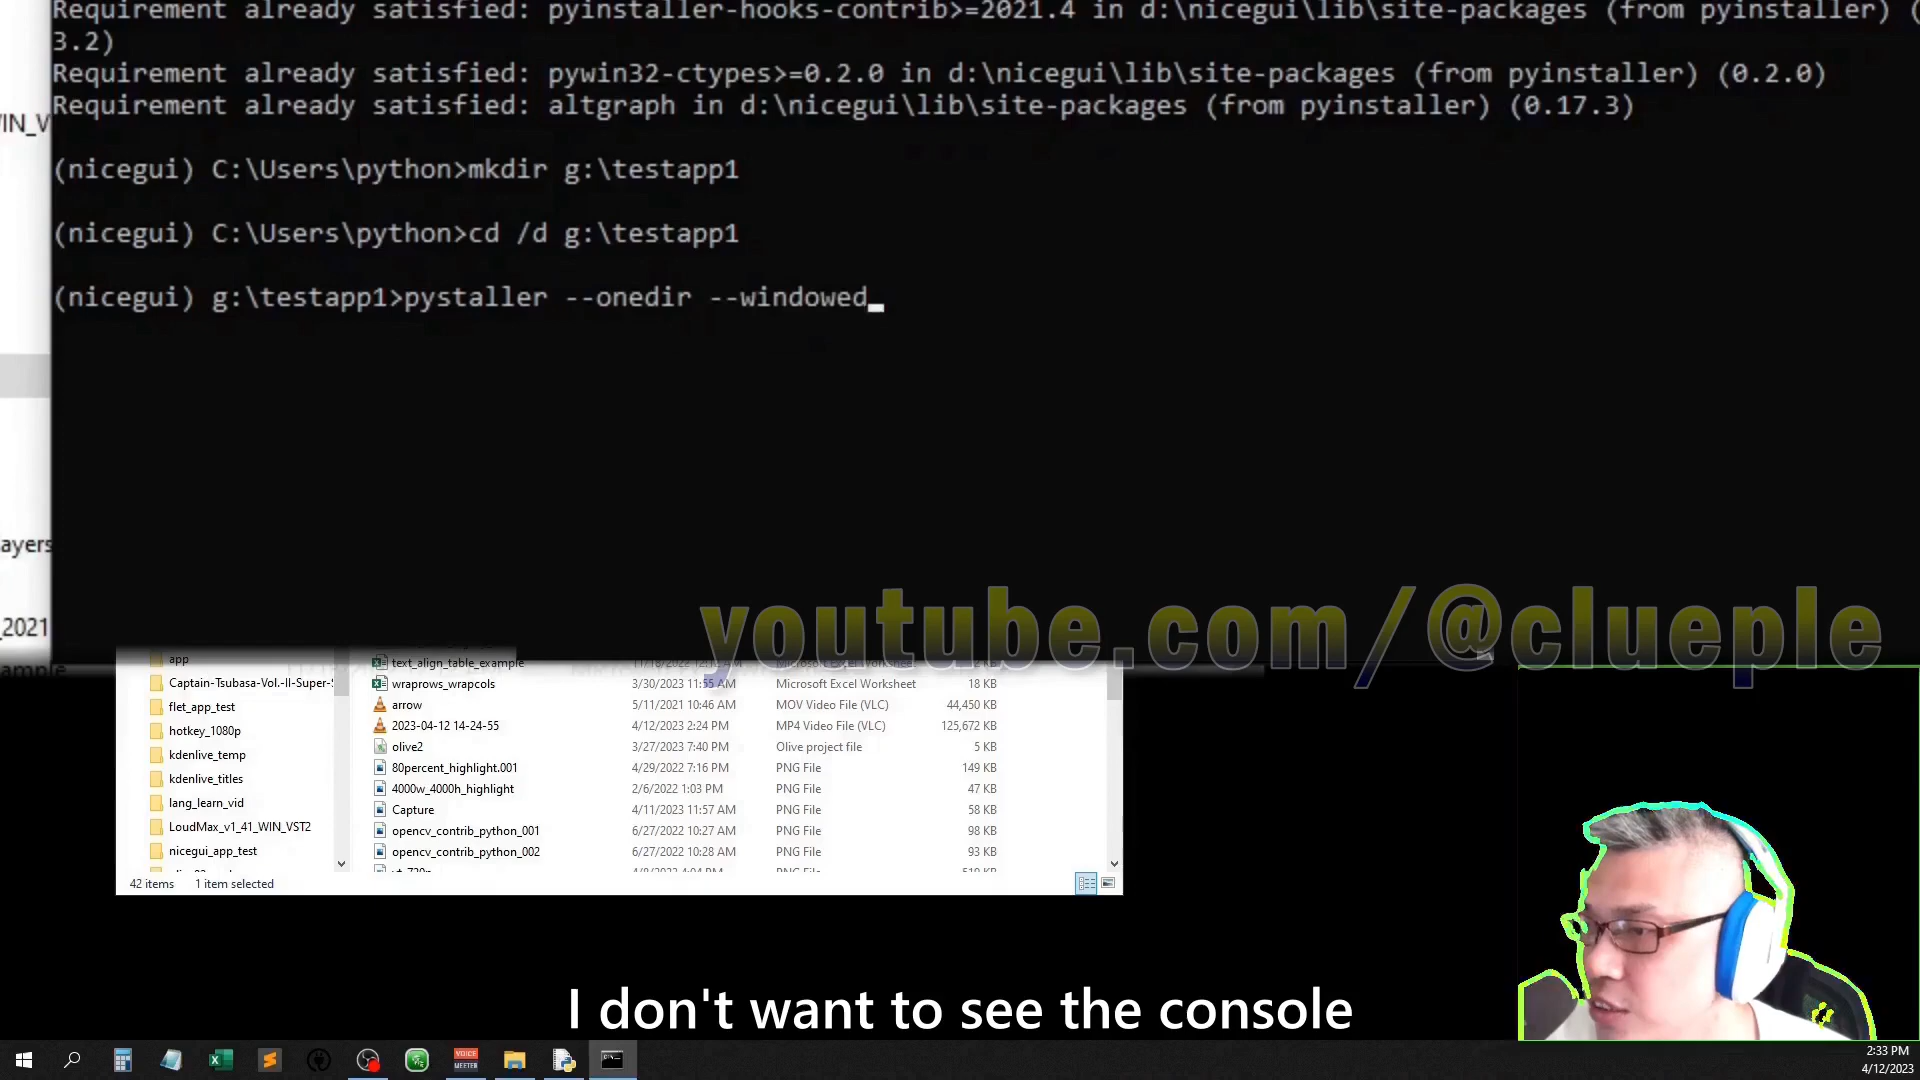 Requirement already satisfied: pyinstaller-hooks-contrib>=2021.4 in d:\nicegui\lib\site-packages (from pyinstaller) (
3.2)
Requirement already satisfied: pywin32-ctypes>=0.2.0 in d:\nicegui\lib\site-packages (from pyinstaller) (0.2.0)
Requirement already satisfied: altgraph in d:\nicegui\lib\site-packages (from pyinstaller) (0.17.3)
IN_V
(nicegui) C:\Users\python>mkdir g:\testapp1
(nicegui) C:\Users\python>cd /d g:\testapp1
(nicegui) g:\testapp1>pystaller --onedir --windowed
ayers
_2021
youtube.com/@clueple
app
text_align_table_example
Captain-Tsubasa-Vol.-II-Super-S
wraprows_wrapcols 3/30/2023 11:55 AM Microsoft Excel Worksheet 18 KB
flet_app_test
arrow 5/11/2021 10:46 AM MOV Video File (VLC) 44,450 KB
hotkey_1080p
2023-04-12 14-24-55 4/12/2023 2:24 PM MP4 Video File (VLC) 125,672 KB
kdenlive_temp
olive2 3/27/2023 7:40 PM Olive project file 5 KB
kdenlive_titles
80percent_highlight.001 4/29/2022 7:16 PM PNG File 149 KB
lang_learn_vid
4000w_4000h_highlight 2/6/2022 1:03 PM PNG File 47 KB
LoudMax_v1_41_WIN_VST2
Capture 4/11/2023 11:57 AM PNG File 58 KB
nicegui_app_test
opencv_contrib_python_001 6/27/2022 10:27 AM PNG File 98 KB
opencv_contrib_python_002 6/27/2022 10:28 AM PNG File 93 KB
42 items 1 item selected
I don't want to see the console
VOICE
MEETER
2:33 PM
4/12/2023